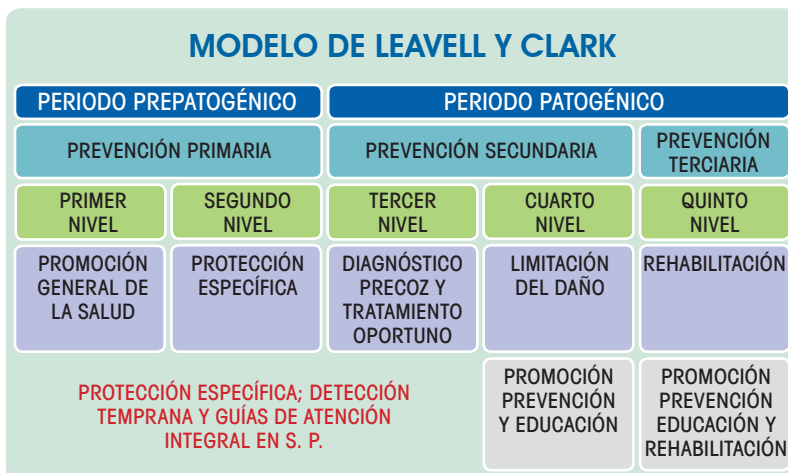 MODELO DE LEAVELL Y CLARK
PERIODO PREPATOGÉNICO
PERIODO PATOGÉNICO
PREVENCIÓN PRIMARIA
PREVENCIÓN SECUNDARIA
PREVENCIÓN
TERCIARIA
PRIMER
NIVEL
SEGUNDO
NIVEL
TERCER
NIVEL
CUARTO
NIVEL
QUINTO
NIVEL
PROMOCIÓN
GENERAL DE
LA SALUD
PROTECCIÓN
ESPECÍFICA
DIAGNÓSTICO
PRECOZ Y
TRATAMIENTO
OPORTUNO
LIMITACIÓN
DEL DAÑO
REHABILITACIÓN
PROTECCIÓN ESPECÍFICA; DETECCIÓN
TEMPRANA Y GUÍAS DE ATENCIÓN
INTEGRAL EN S. P.
PROMOCIÓN
PREVENCIÓN
Y EDUCACIÓN
PROMOCIÓN
PREVENCIÓN
EDUCACIÓN Y
REHABILITACIÓN